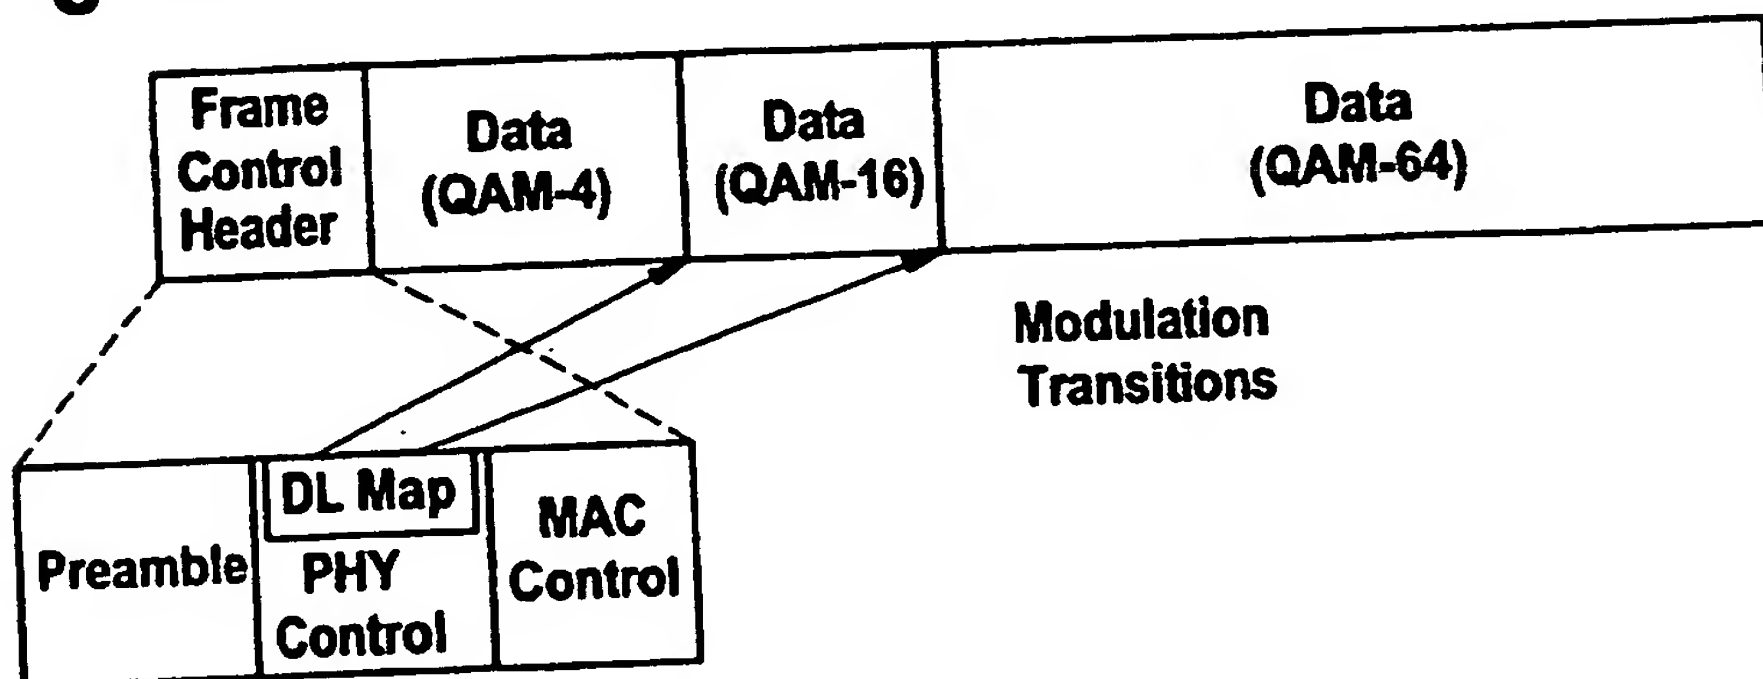 Frame
Control
Header
Data
(QAM-4)
Data
(QAM-16)
Data
(QAM-64)
Modulation
Transitions
Preamble
DL Map
PHY
Control
MAC
Control